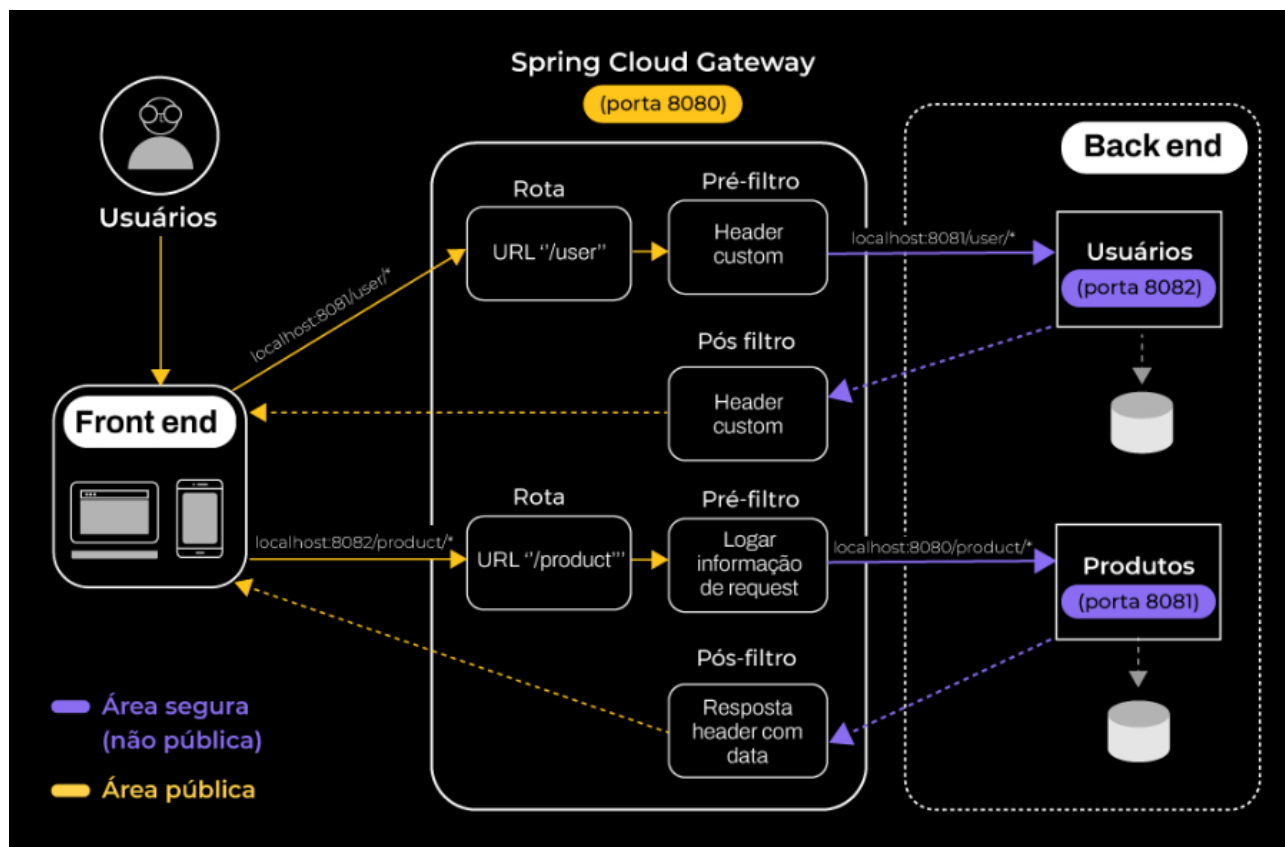 Spring Cloud Gateway
(porta 8080)
Usuários
Back end
Rota
URL ‘’/user’’
Pré-filtro
Header
custom
localhost:8081/user/*
localhost:8081/user/*
Usuários
(porta 8082)
Pós filtro
Header
custom
Front end
Rota
localhost:8082/product/*
URL ‘’/product’’’
Pré-filtro
Logar
informação
de request
localhost:8080/product/*
Produtos
(porta 8081)
Pós-filtro
Resposta
header com
data
Área segura
(não pública)
Área pública